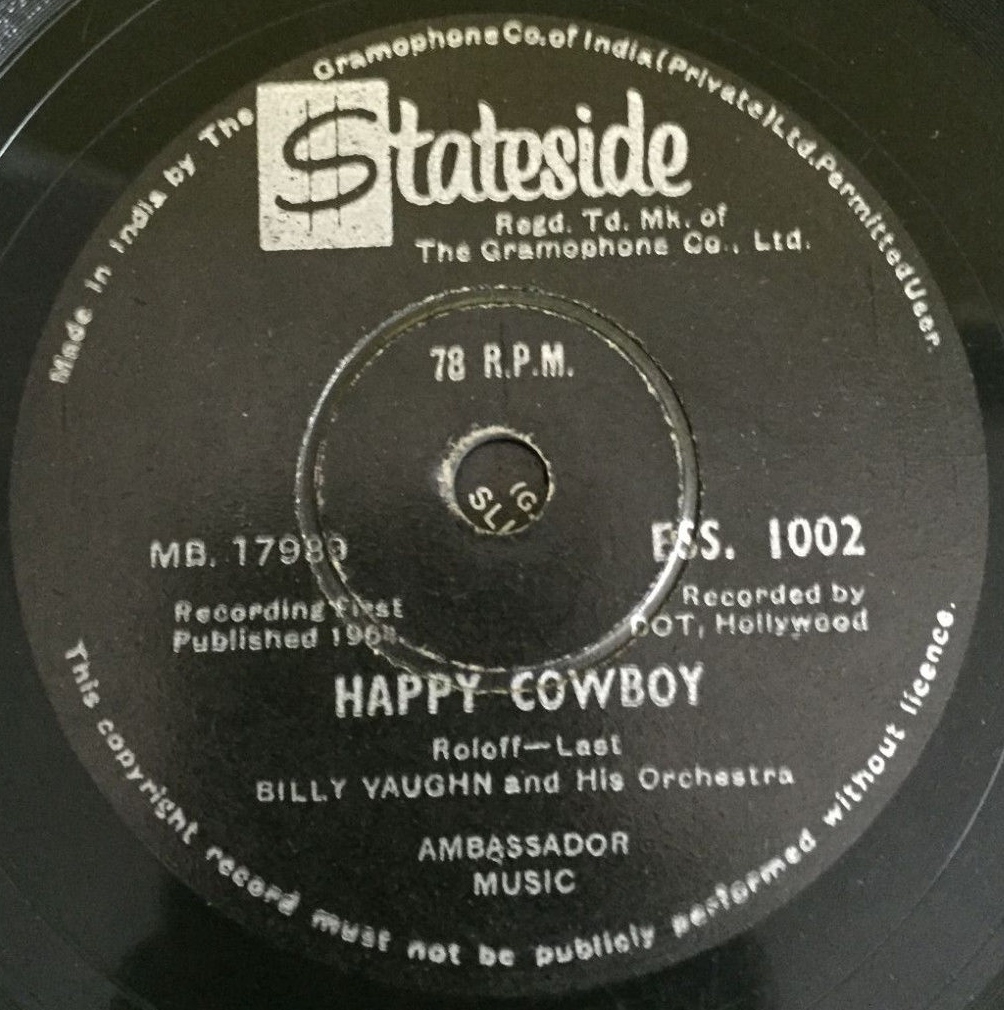 Made in India by The Gramophone Co. of India (Private) Ltd. Permitted User.
Stateside
Regd. Td. Mk. of
The Gramophone Co., Ltd.
78 R.P.M.
MB. 17989
ESS. 1002
Recording First
Published
Recorded by
DOT, Hollywood
HAPPY COWBOY
Roloff—Last
BILLY VAUGHN and His Orchestra
AMBASSADOR
MUSIC
This copyright record must not be publicly performed without licence.